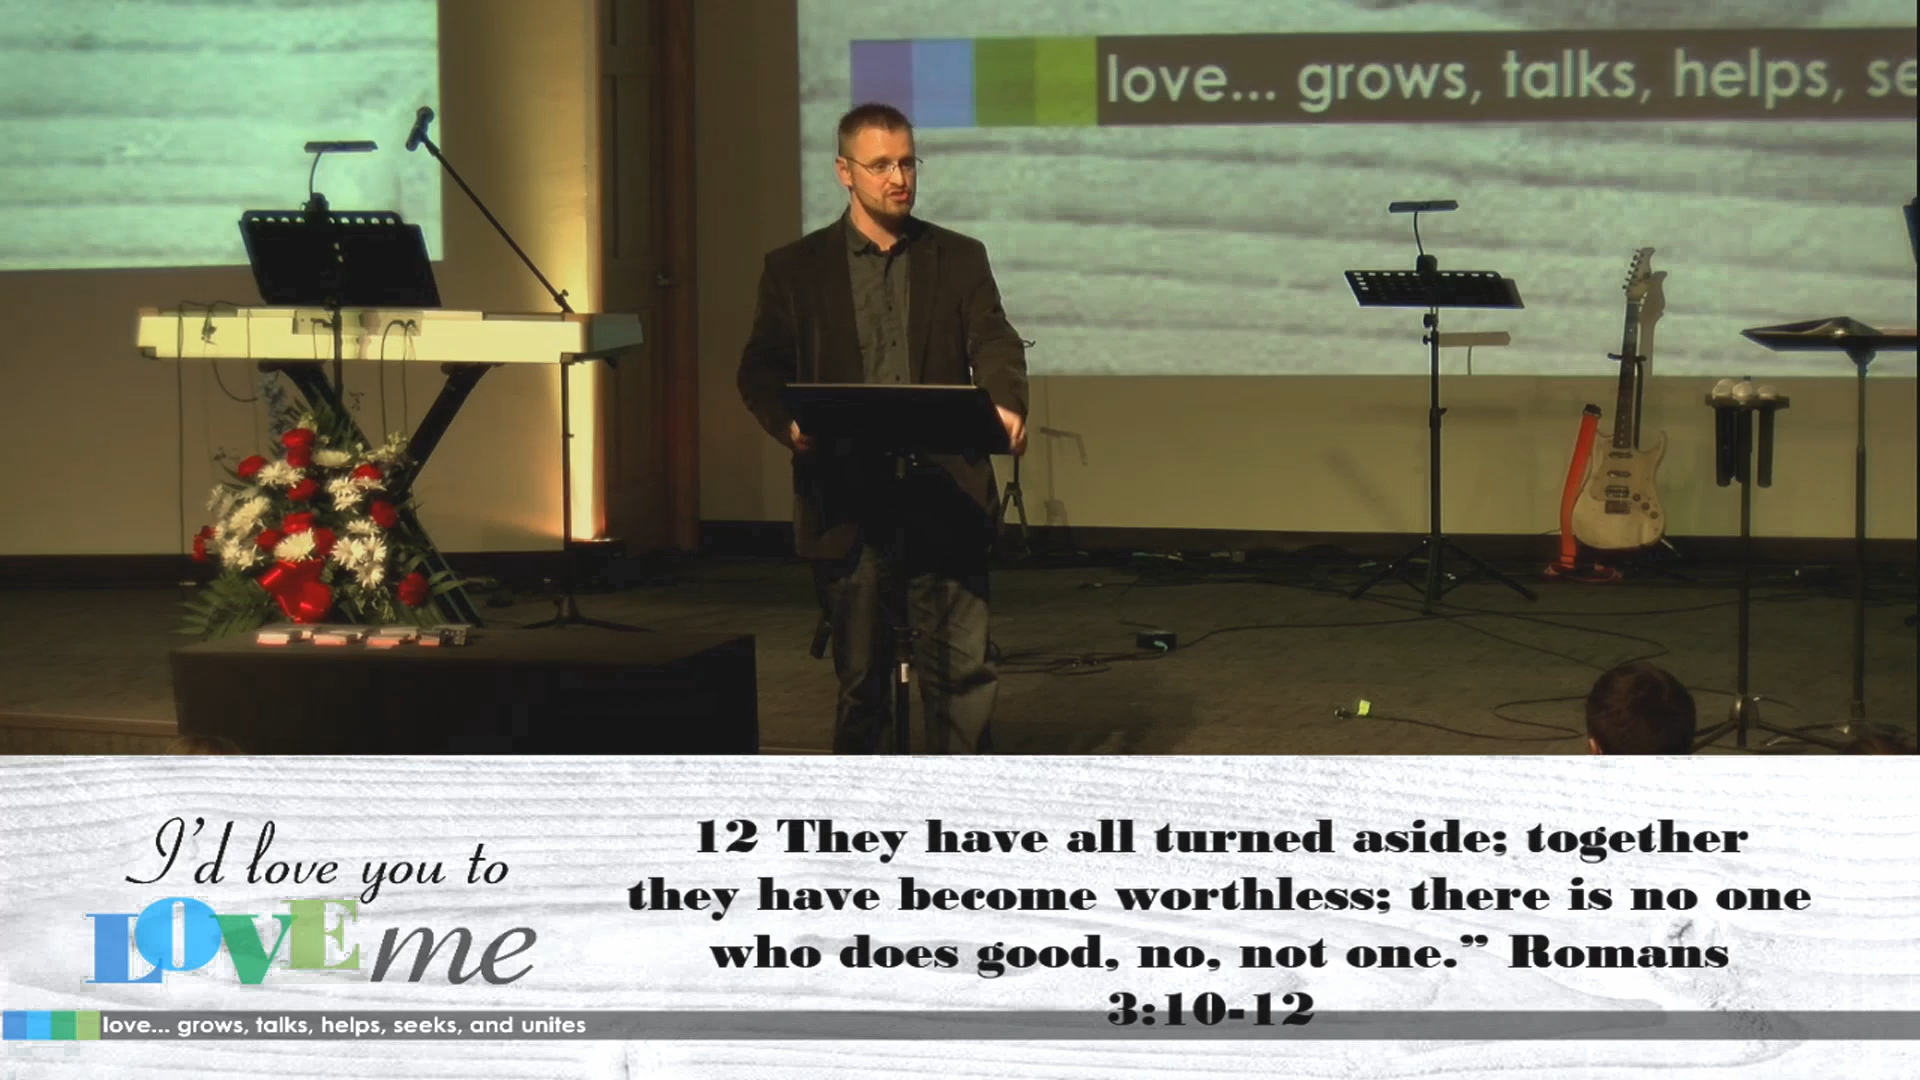 love... grows, talks, helps, se
I'd love you to
LOVE me
love... grows, talks, helps, seeks, and unites
12 They have all turned aside; together
they have become worthless; there is no one
who does good, no, not one.” Romans
3:10-12